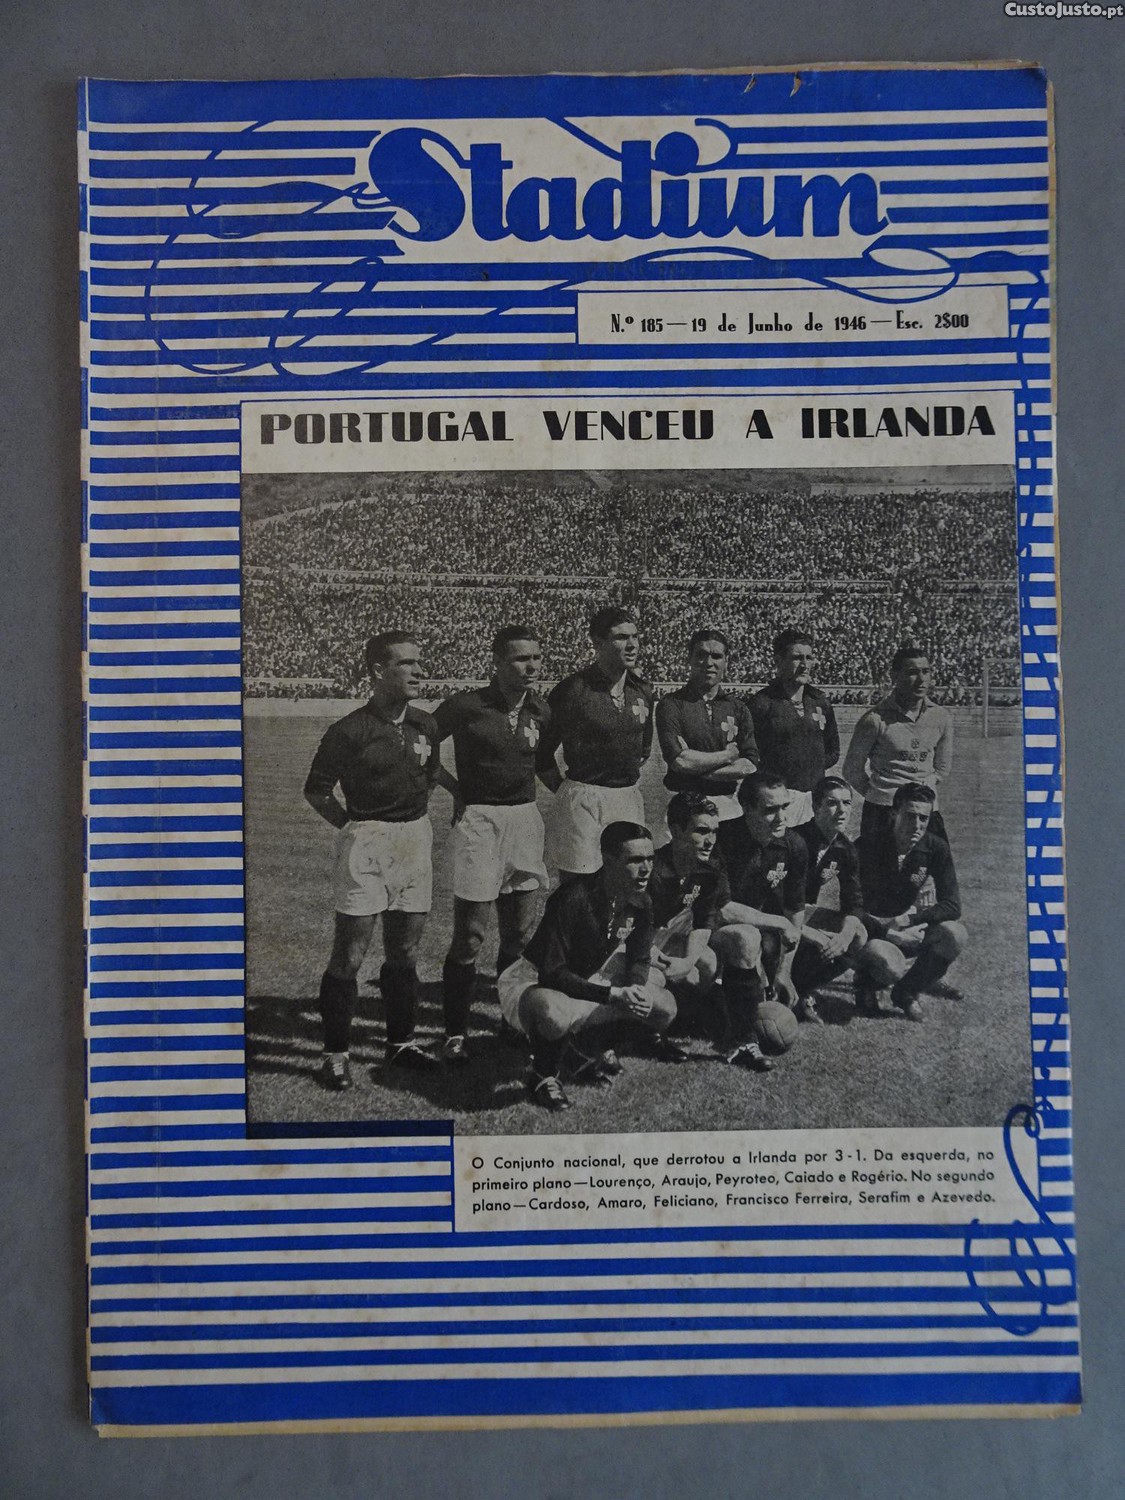 CustoJusto.pt
Stadium
N.º 185 — 19 de Junho de 1946 — Esc. 2$00
PORTUGAL VENCEU A IRLANDA
O Conjunto nacional, que derrotou a Irlanda por 3-1. Da esquerda, no
primeiro plano — Lourenço, Araujo, Peyroteo, Caiado e Rogério. No segundo
plano — Cardoso, Amaro, Feliciano, Francisco Ferreira, Serafim e Azevedo.